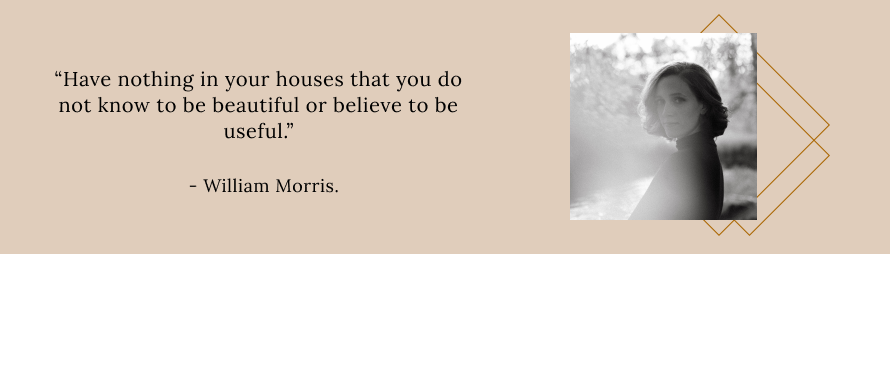 “Have nothing in your houses that you do
not know to be beautiful or believe to be
useful.”
- William Morris.